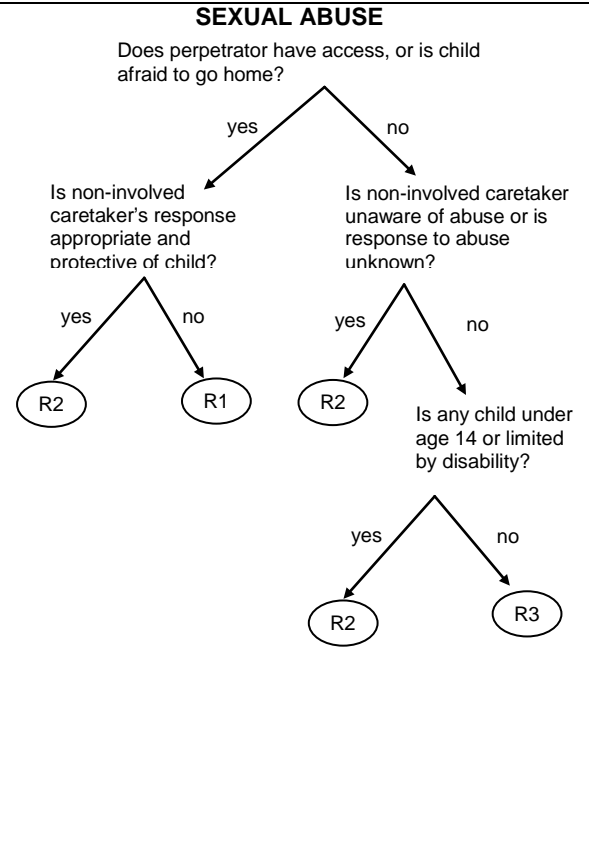 SEXUAL ABUSE
Does perpetrator have access, or is child
afraid to go home?
yes
no
Is non-involved
caretaker's response
appropriate and
protective of child?
Is non-involved caretaker
unaware of abuse or is
response to abuse
unknown?
yes
no
yes
no
R2
R1
R2
Is any child under
age 14 or limited
by disability?
yes
no
R2
R3